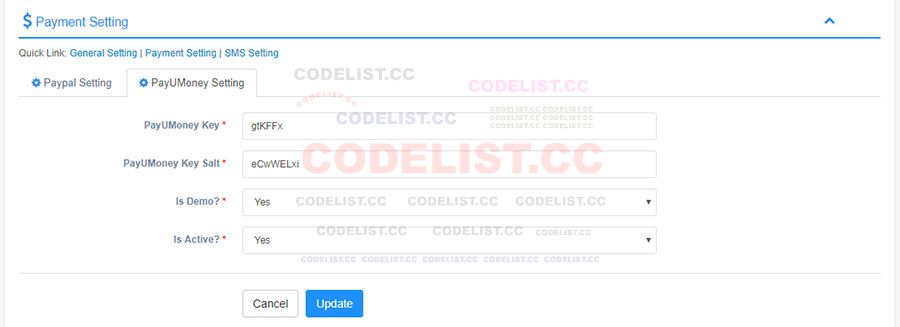 $ Payment Setting
Quick Link: General Setting | Payment Setting | SMS Setting
Paypal Setting PayUMoney Setting
CODELIST.CC
CODELIST.CC
CODELIST.CC
CODELIST.CC CODELIST.CC CODELIST.CC
CODELIST.CC CODELIST.CC
CODELIST.CC CODELIST.CC
PayUMoney Key * gtKFFx
PayUMoney Key Salt * eCwWELxi
CODELIST.CC
Is Demo? * Yes
CODELIST.CC CODELIST.CC CODELIST.CC
Is Active? * Yes
CODELIST.CC CODELIST.CC CODELIST.CC
CODELIST.CC CODELIST.CC CODELIST.CC CODELIST.CC CODELIST.CC
Cancel Update